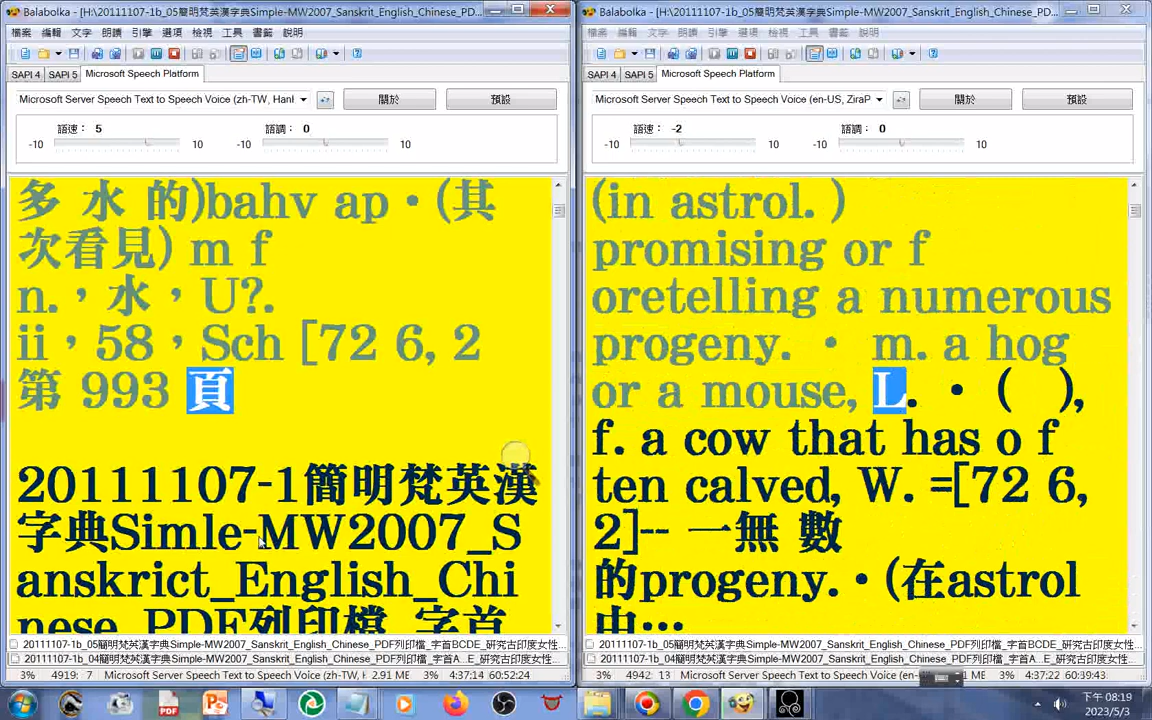 Balabolka - [H:\20111107-1b_05簡明梵英漢字典Simple-MW2007_Sanskrit_English_Chinese_PD...
檔案 編輯 文字 朗讀 引擎 選項 檢視 工具 書籤 說明
SAPI 4 SAPI 5 Microsoft Speech Platform
Microsoft Server Speech Text to Speech Voice (zh-TW, HanH 關於 預設
語速： 5 語調： 0
-10 10 -10 10
多 水 的)bahv ap・(其
次看見) m f
n.，水，U?.
ii，58，Sch [72 6, 2
第 993 頁
20111107-1簡明梵英漢
字典Simle-MW2007_S
anskrict_English_Chi
nese_PDF列印檔_字首
20111107-1b_05簡明梵英漢字典Simple-MW2007_Sanskrit_English_Chinese_PDF列印檔_字首BCDE_研究古印度女性...
20111107-1b_04簡明梵英漢字典Simple-MW2007_Sanskrit_English_Chinese_PDF列印檔_字首A...E_研究古印度女性...
3% 4919: 7 Microsoft Server Speech Text to Speech Voice (zh-TW, H 2.91 MB 3% 4:37:14 60:52:24
Balabolka - [H:\20111107-1b_05簡明梵英漢字典Simple-MW2007_Sanskrit_English_Chinese_PD...
檔案 編輯 文字 朗讀 引擎 選項 檢視 工具 書籤 說明
SAPI 4 SAPI 5 Microsoft Speech Platform
Microsoft Server Speech Text to Speech Voice (en-US, ZiraP 關於 預設
語速： -2 語調： 0
-10 10 -10 10
(in astrol. )
promising or f
oretelling a numerous
progeny. ・ m. a hog
or a mouse, L. ・ ( ),
f. a cow that has o f
ten calved, W. =[72 6,
2]-- 一無 數
的progeny.・(在astrol
中…
20111107-1b_05簡明梵英漢字典Simple-MW2007_Sanskrit_English_Chinese_PDF列印檔_字首BCDE_研究古印度女性...
20111107-1b_04簡明梵英漢字典Simple-MW2007_Sanskrit_English_Chinese_PDF列印檔_字首A...E_研究古印度女性...
3% 4942: 13 Microsoft Server Speech Text to Speech Voice MB 3% 4:37:22 60:39:43
PDF
下午 08:19
2023/5/3